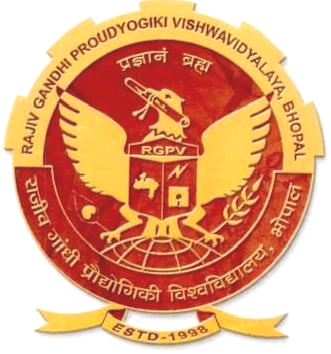 RAJIV GANDHI PROUDYOGIKI VISHWAVIDYALAYA, BHOPAL
प्रज्ञानं ब्रह्म
RGPV
राजीव गांधी प्रौद्योगिकी विश्वविद्यालय, भोपाल
ESTD-1998